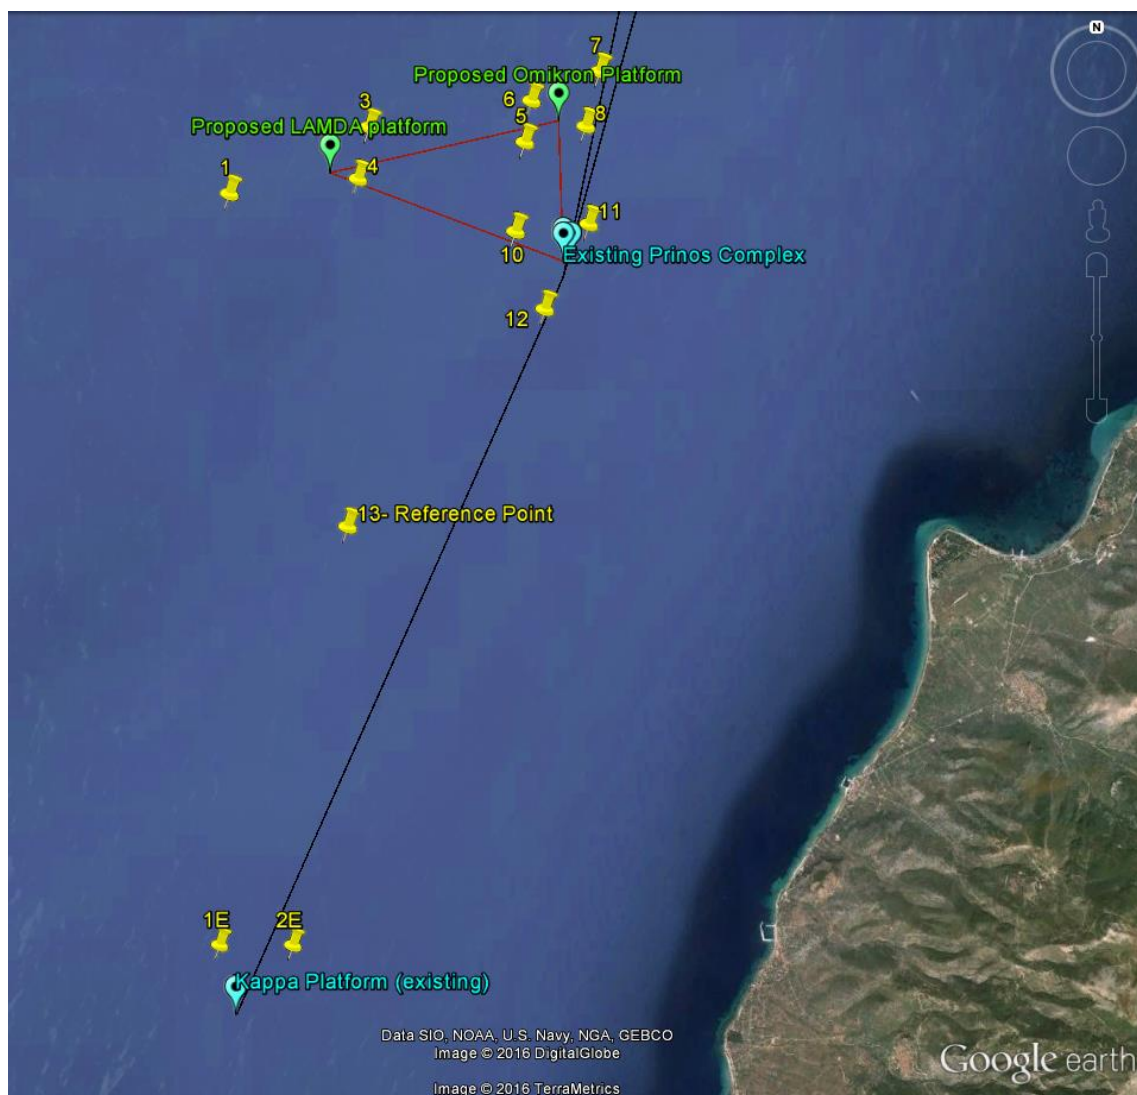 N
7
Proposed Omikron Platform
6
3
5
8
Proposed LAMDA platform
1
4
11
10
Existing Prinos Complex
12
13- Reference Point
1E
2E
Kappa Platform (existing)
Data SIO, NOAA, U.S. Navy, NGA, GEBCO
Image © 2016 DigitalGlobe
Image © 2016 TerraMetrics
Google earth